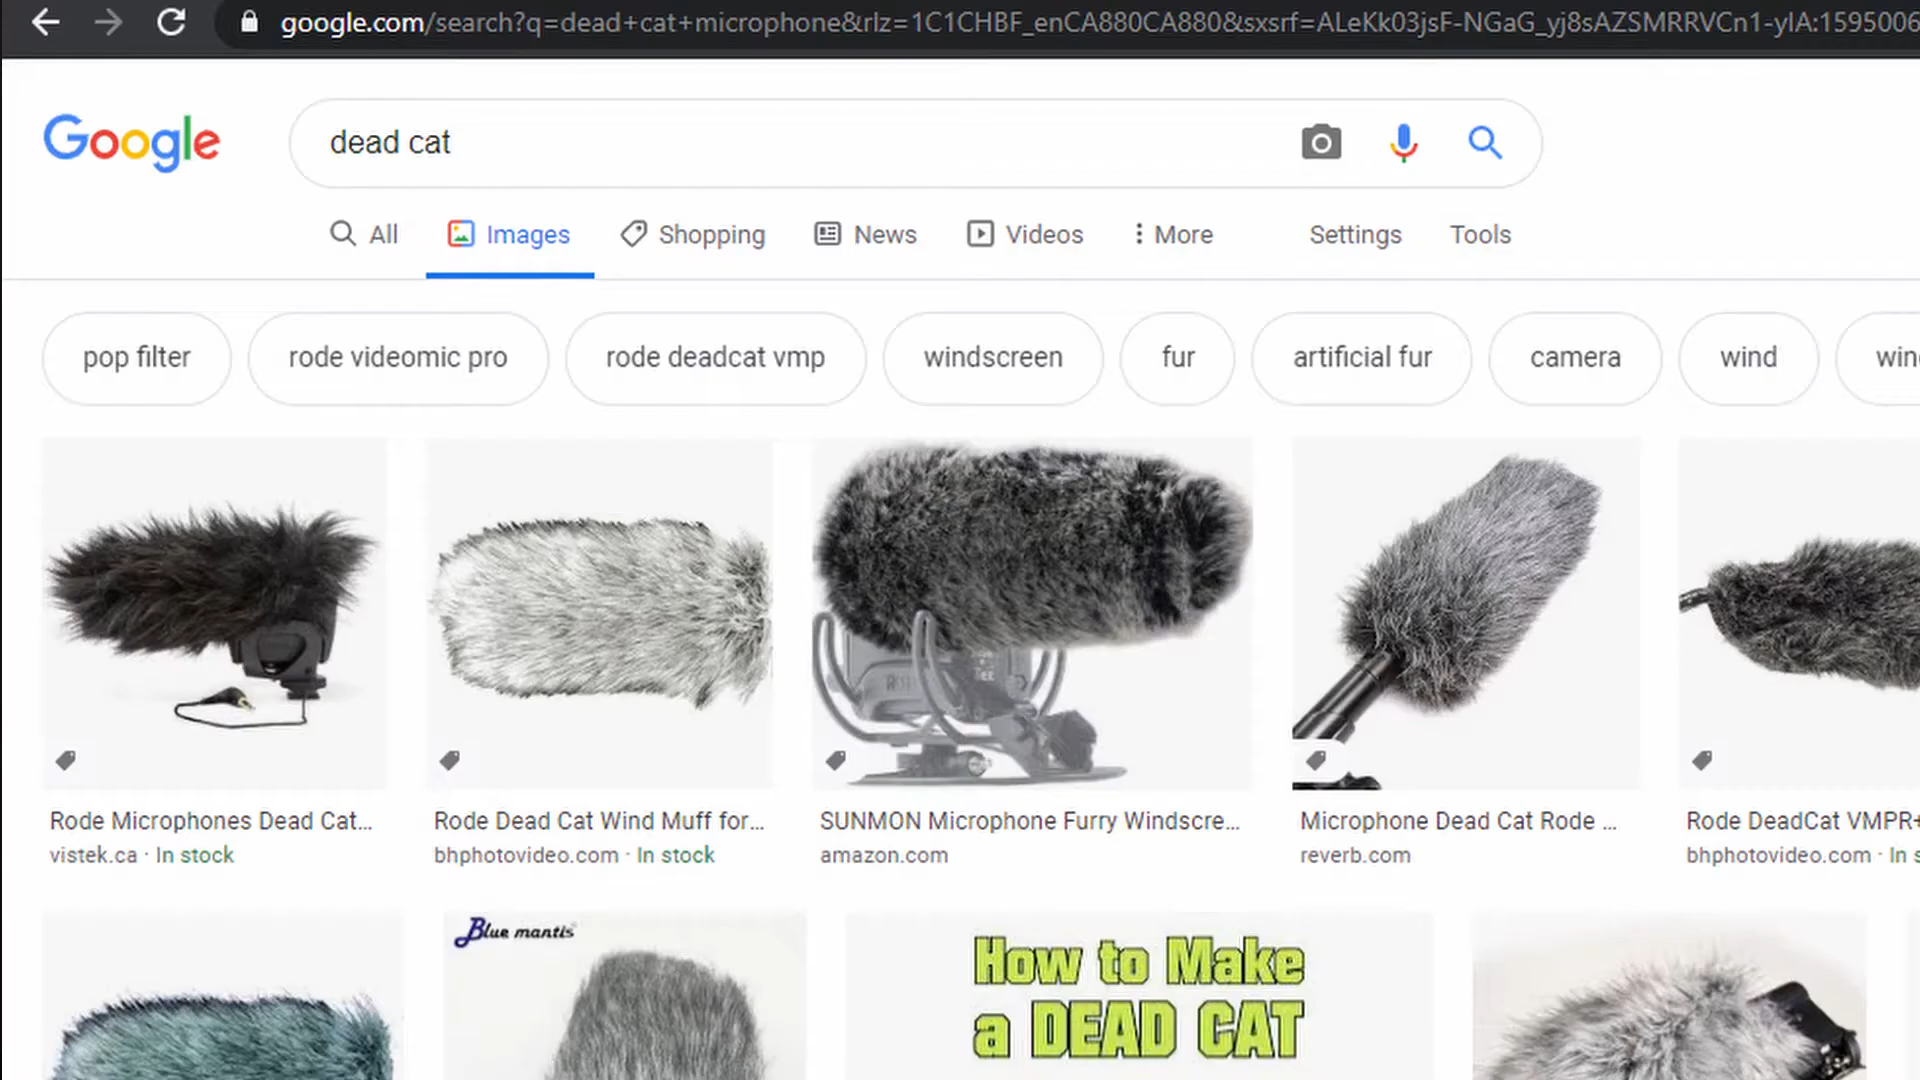 google.com/search?q=dead+cat+microphone&rlz=1C1CHBF_enCA880CA880&sxsrf=ALeKk03jsF-NGaG_yj8sAZSMRRVCn1-yIA:1595006
Google
dead cat
All Images Shopping News Videos More Settings Tools
pop filter rode videomic pro rode deadcat vmp windscreen fur artificial fur camera wind win
Rode Microphones Dead Cat... Rode Dead Cat Wind Muff for... SUNMON Microphone Furry Windscre... Microphone Dead Cat Rode ... Rode DeadCat VMPR+
vistek.ca · In stock bhphotovideo.com · In stock amazon.com reverb.com bhphotovideo.com · In s
Blue mantis
How to Make
a DEAD CAT